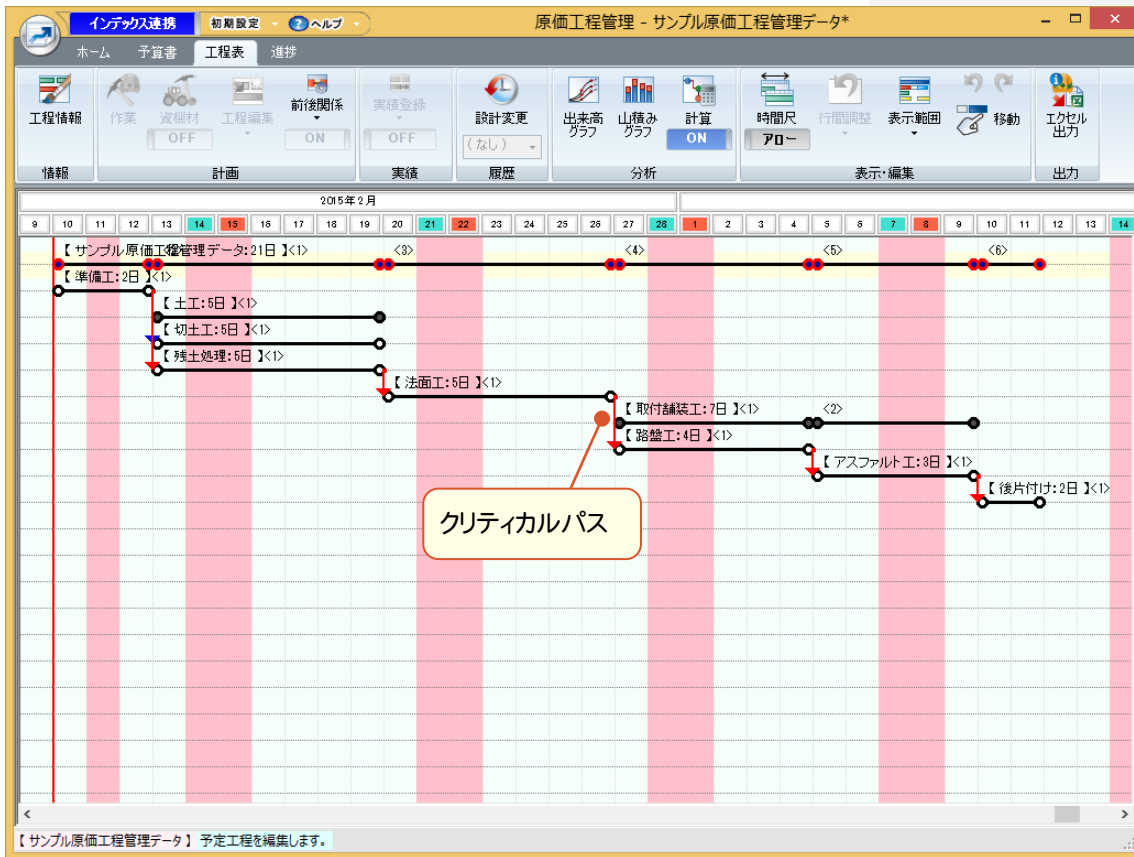 インデックス連携 初期設定 ?ヘルプ 原価工程管理 - サンプル原価工程管理データ*
ホーム 予算書 工程表 進捗
工程情報 作業 資機材 工程編集 前後関係 実績登録 設計変更 出来高グラフ 山積みグラフ 計算 時間尺 行間調整 表示範囲 移動 エクセル出力
OFF ON OFF (なし) ON アロー
情報 計画 実績 履歴 分析 表示・編集 出力
2015年2月
9 10 11 12 13 14 15 16 17 18 19 20 21 22 23 24 25 26 27 28 1 2 3 4 5 6 7 8 9 10 11 12 13 14
【サンプル原価工程管理データ:21日】<1> <3> <4> <5> <6>
【準備工:2日】<1>
【土工:5日】<1>
【切土工:5日】<1>
【残土処理:5日】<1>
【法面工:5日】<1>
【取付舗装工:7日】<1> <2>
【路盤工:4日】<1>
【アスファルト工:3日】<1>
【後片付け:2日】<1>
クリティカルパス
【サンプル原価工程管理データ】 予定工程を編集します。